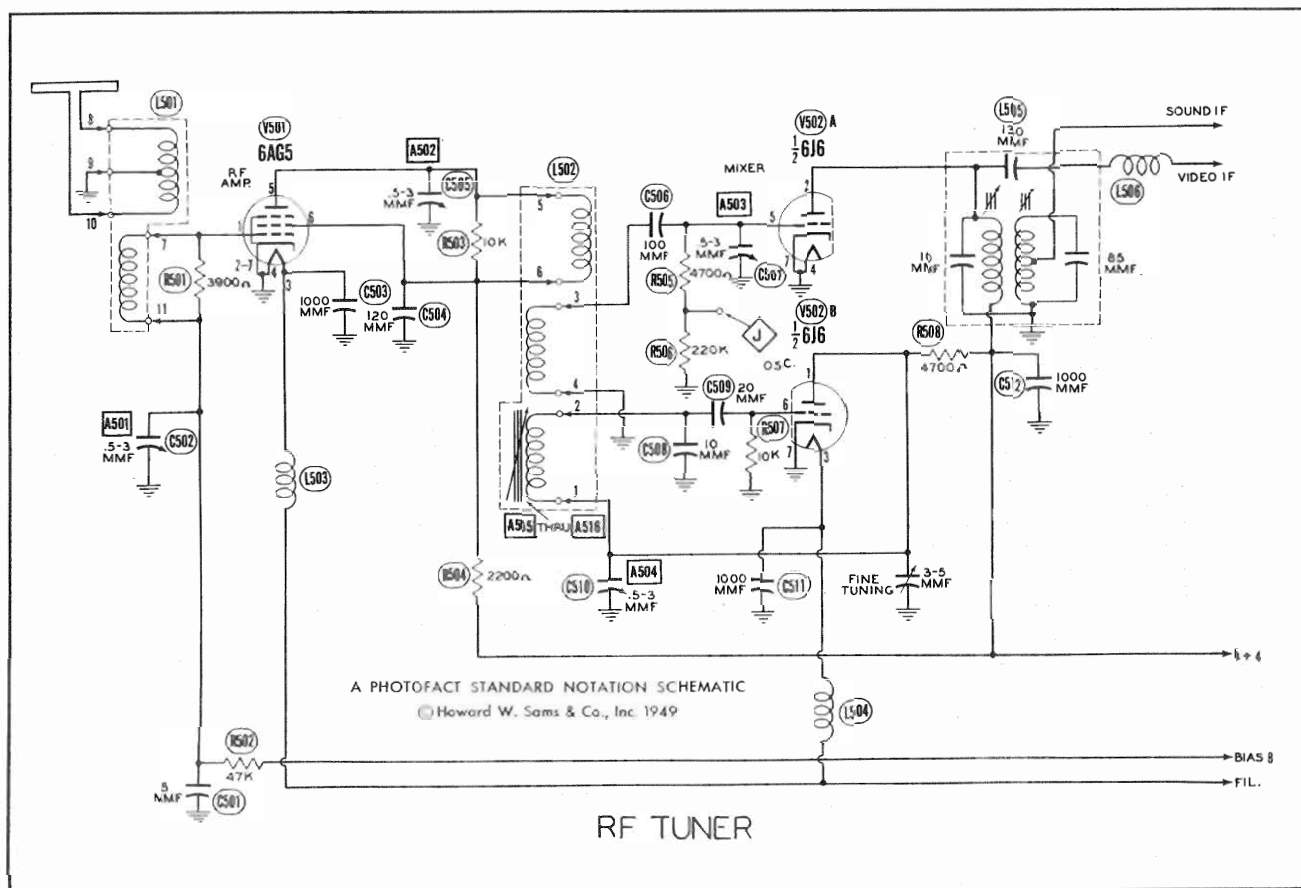 L501
8
9
10
7
11
V501
6AG5
RF
AMP.
5
6
2-7
4
3
R501
3900Ω
A501
.5-3
MMF
C502
C503
1000
MMF
120
MMF
C504
L503
A502
.5-3
MMF
C505
R503
10K
R504
2200Ω
L502
5
6
3
4
2
1
THRU
A516
C506
100
MMF
R505
4700Ω
R506
220K
A503
.5-3
MMF
C507
J
OSC.
MIXER
V502 A
½ 6J6
2
5
7
4
V502 B
½ 6J6
1
6
7
3
C509
20
MMF
C508
10
MMF
R507
10K
C510
A504
.5-3
MMF
1000
MMF
C511
FINE
TUNING
3-5
MMF
R508
4700Ω
1000
MMF
L505
MMF
MMF
85
MMF
L506
SOUND IF
VIDEO IF
L504
A PHOTOFACT STANDARD NOTATION SCHEMATIC
© Howard W. Sams & Co., Inc. 1949
R502
47K
5
MMF
C501
BIAS 8
FIL.
RF TUNER